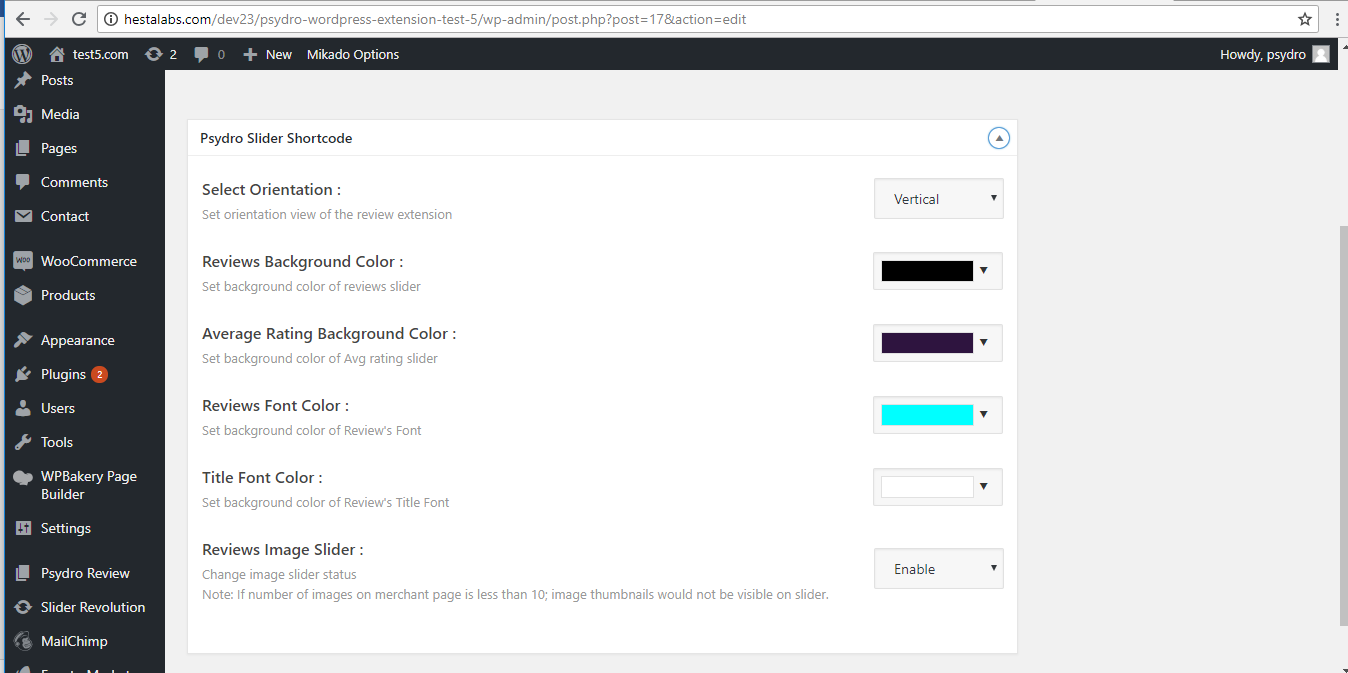 hestalabs.com/dev23/psydro-wordpress-extension-test-5/wp-admin/post.php?post=17&action=edit
test5.com 2 0 New Mikado Options Howdy, psydro
Posts
Media
Pages
Comments
Contact
WOO WooCommerce
Products
Appearance
Plugins 2
Users
Tools
WPBakery Page
Builder
Settings
Psydro Review
Slider Revolution
MailChimp
Psydro Slider Shortcode
Select Orientation :
Set orientation view of the review extension
Vertical
Reviews Background Color :
Set background color of reviews slider
Average Rating Background Color :
Set background color of Avg rating slider
Reviews Font Color :
Set background color of Review's Font
Title Font Color :
Set background color of Review's Title Font
Reviews Image Slider :
Change image slider status
Note: If number of images on merchant page is less than 10; image thumbnails would not be visible on slider.
Enable